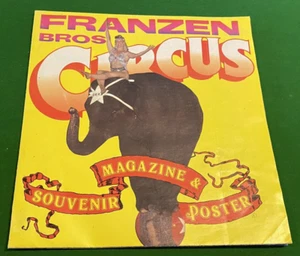 FRANZEN
BROS
CIRCUS
MAGAZINE &
SOUVENIR
POSTER